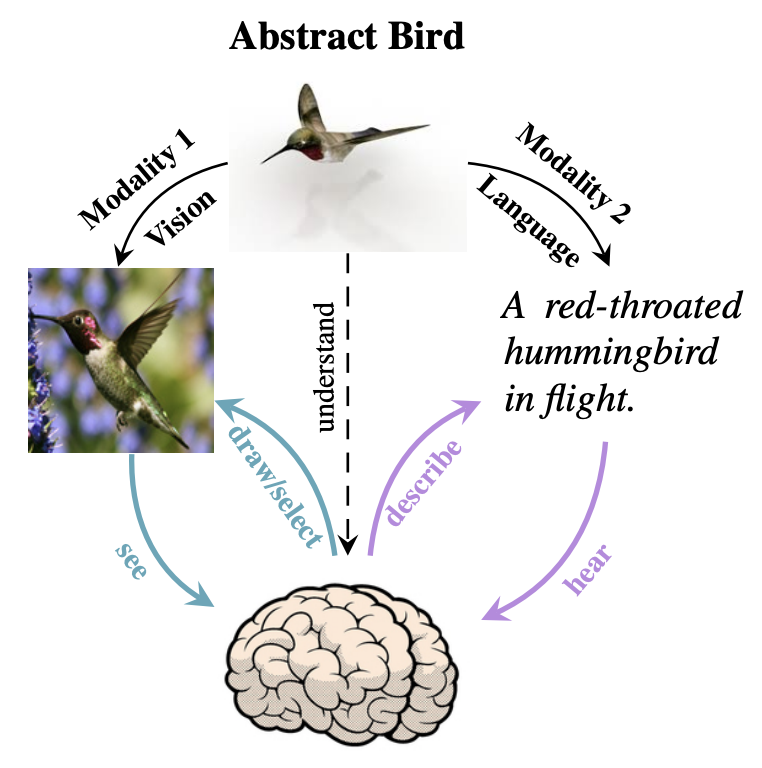 Abstract Bird
Modality 1
Vision
Modality 2
Language
understand
A red-throated
hummingbird
in flight.
draw/select
describe
see
hear